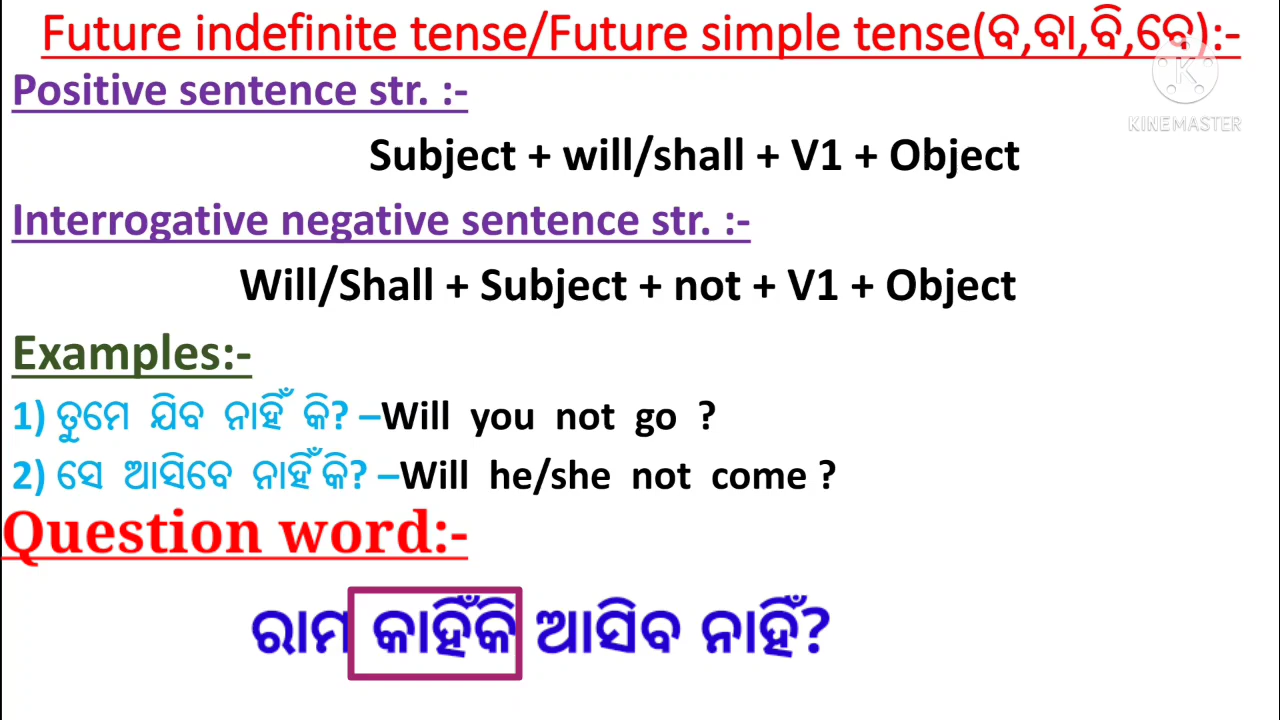 Future indefinite tense/Future simple tense(ବ,ବା,ବି,ବେ):-
KINEMASTER
Positive sentence str. :-
Subject + will/shall + V1 + Object
Interrogative negative sentence str. :-
Will/Shall + Subject + not + V1 + Object
Examples:-
1) ତୁମେ ଯିବ ନାହିଁ କି? –Will you not go ?
2) ସେ ଆସିବେ ନାହିଁ କି? –Will he/she not come ?
Question word:-
ରାମ କାହିଁକି ଆସିବ ନାହିଁ?